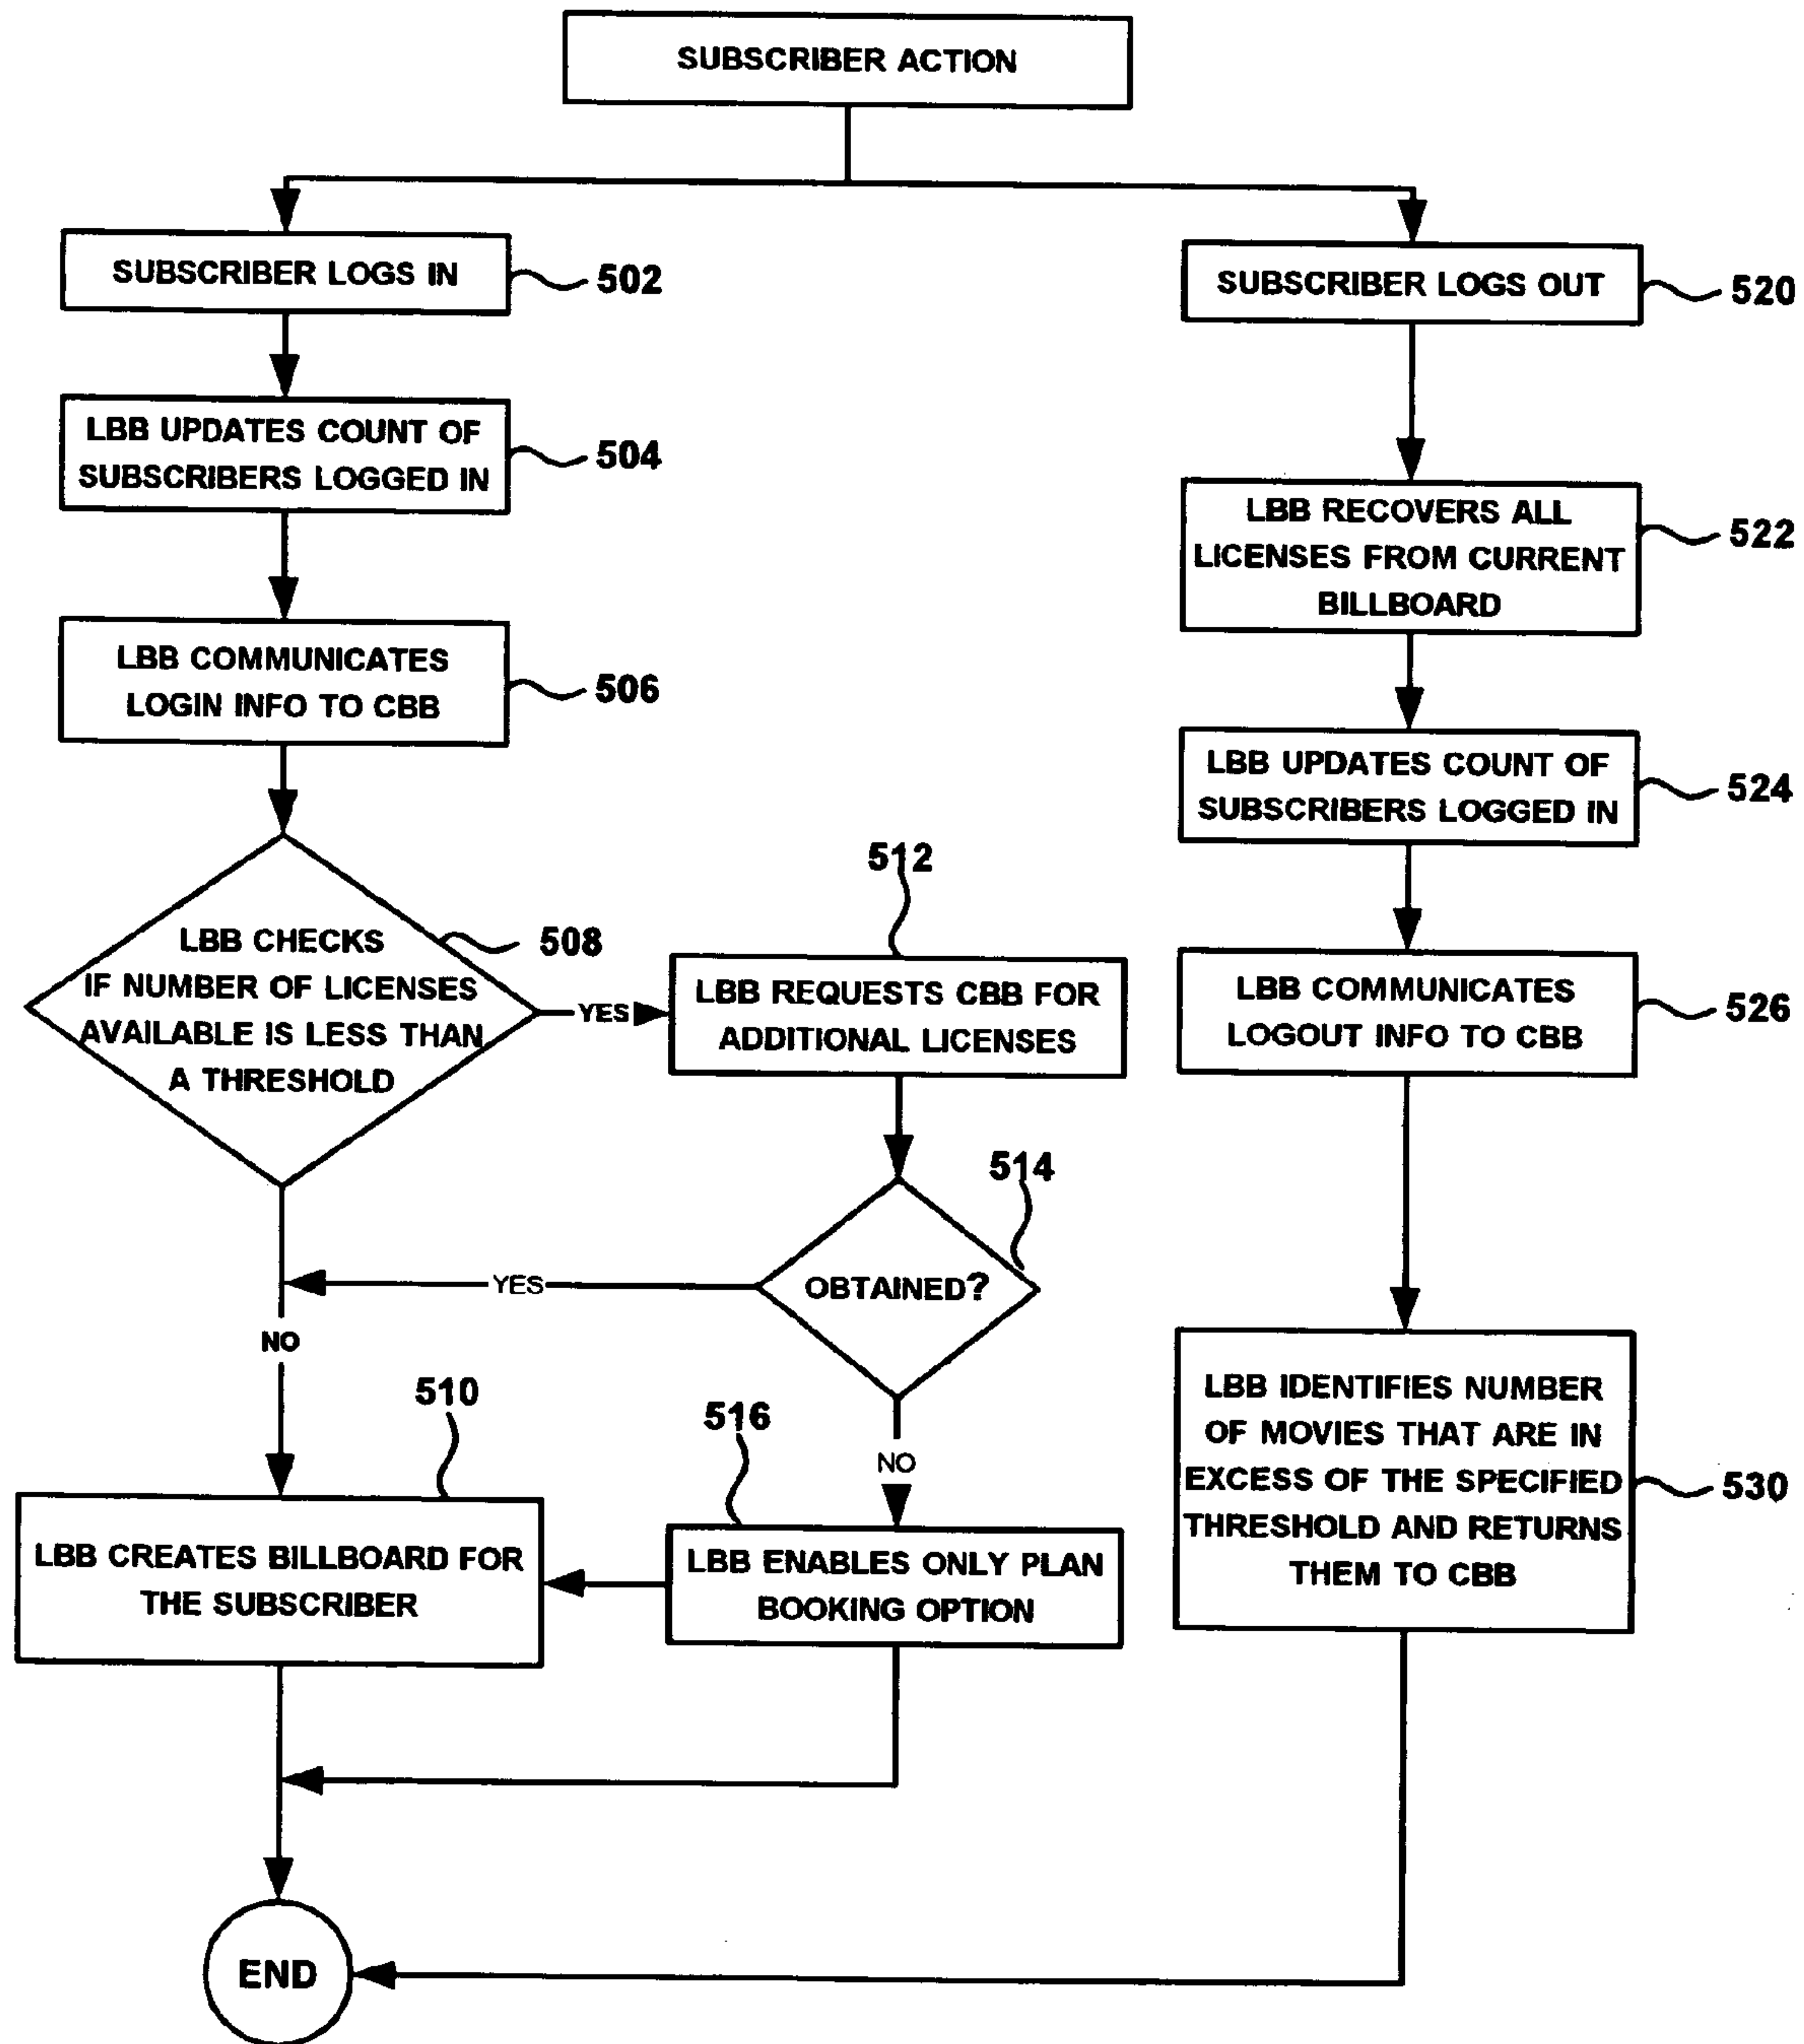 SUBSCRIBER ACTION
SUBSCRIBER LOGS IN
502
LBB UPDATES COUNT OF
SUBSCRIBERS LOGGED IN
504
LBB COMMUNICATES
LOGIN INFO TO CBB
506
LBB CHECKS
IF NUMBER OF LICENSES
AVAILABLE IS LESS THAN
A THRESHOLD
508
YES
NO
512
LBB REQUESTS CBB FOR
ADDITIONAL LICENSES
514
OBTAINED?
YES
NO
510
LBB CREATES BILLBOARD FOR
THE SUBSCRIBER
516
LBB ENABLES ONLY PLAN
BOOKING OPTION
SUBSCRIBER LOGS OUT
520
LBB RECOVERS ALL
LICENSES FROM CURRENT
BILLBOARD
522
LBB UPDATES COUNT OF
SUBSCRIBERS LOGGED IN
524
LBB COMMUNICATES
LOGOUT INFO TO CBB
526
LBB IDENTIFIES NUMBER
OF MOVIES THAT ARE IN
EXCESS OF THE SPECIFIED
THRESHOLD AND RETURNS
THEM TO CBB
530
END